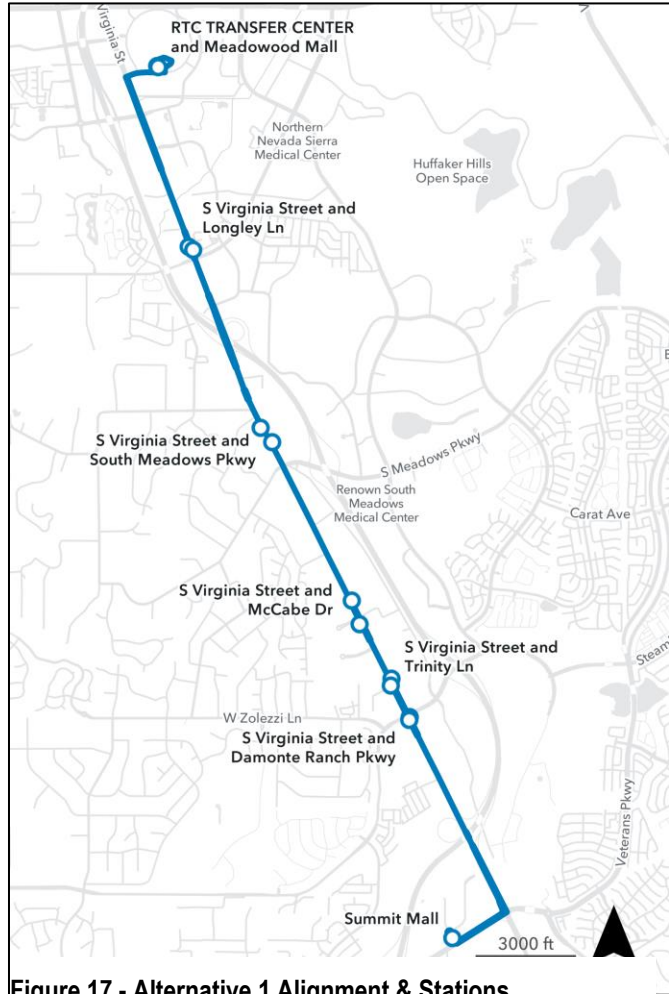 Virginia St
RTC TRANSFER CENTER
and Meadowood Mall
Northern
Nevada Sierra
Medical Center
Huffaker Hills
Open Space
S Virginia Street and
Longley Ln
S Virginia Street and
South Meadows Pkwy
S Meadows Pkwy
Renown South
Meadows
Medical Center
Carat Ave
S Virginia Street and
McCabe Dr
S Virginia Street and
Trinity Ln
W Zolezzi Ln
S Virginia Street and
Damonte Ranch Pkwy
Veterans Pkwy
Summit Mall
3000 ft
Figure 17 - Alternative 1 Alignment & Stations